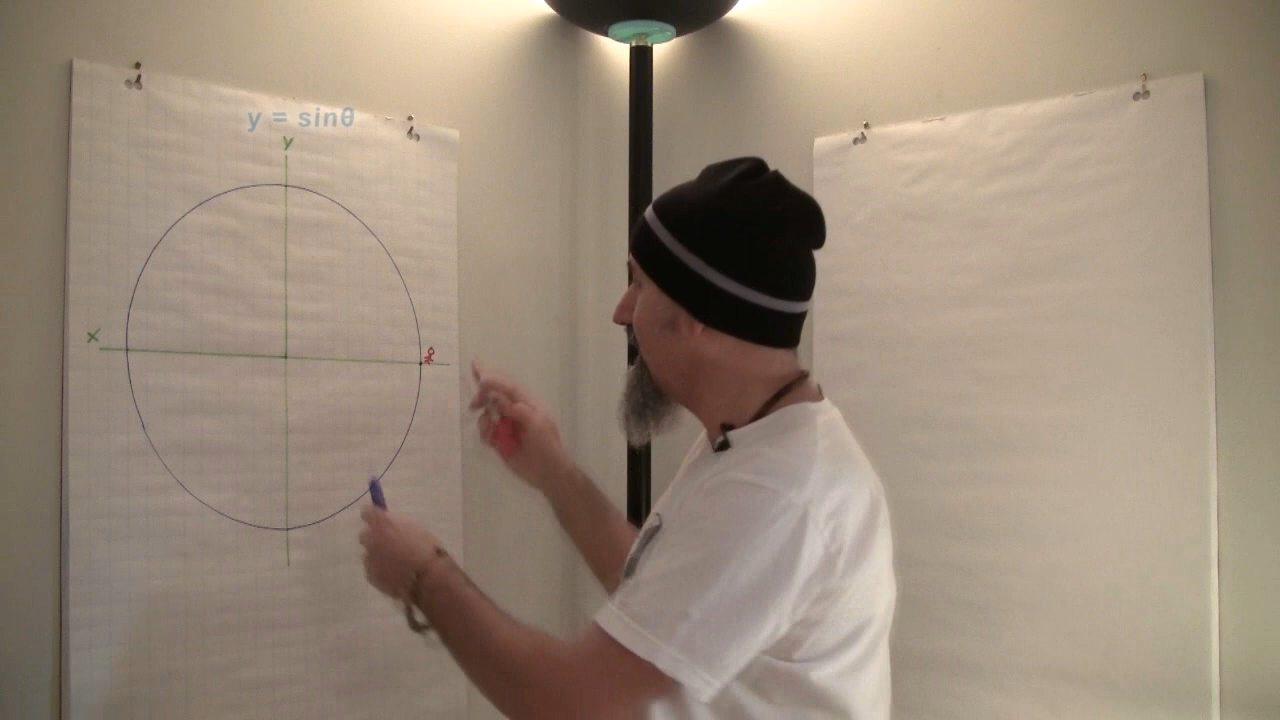 y = sinθ
y
x